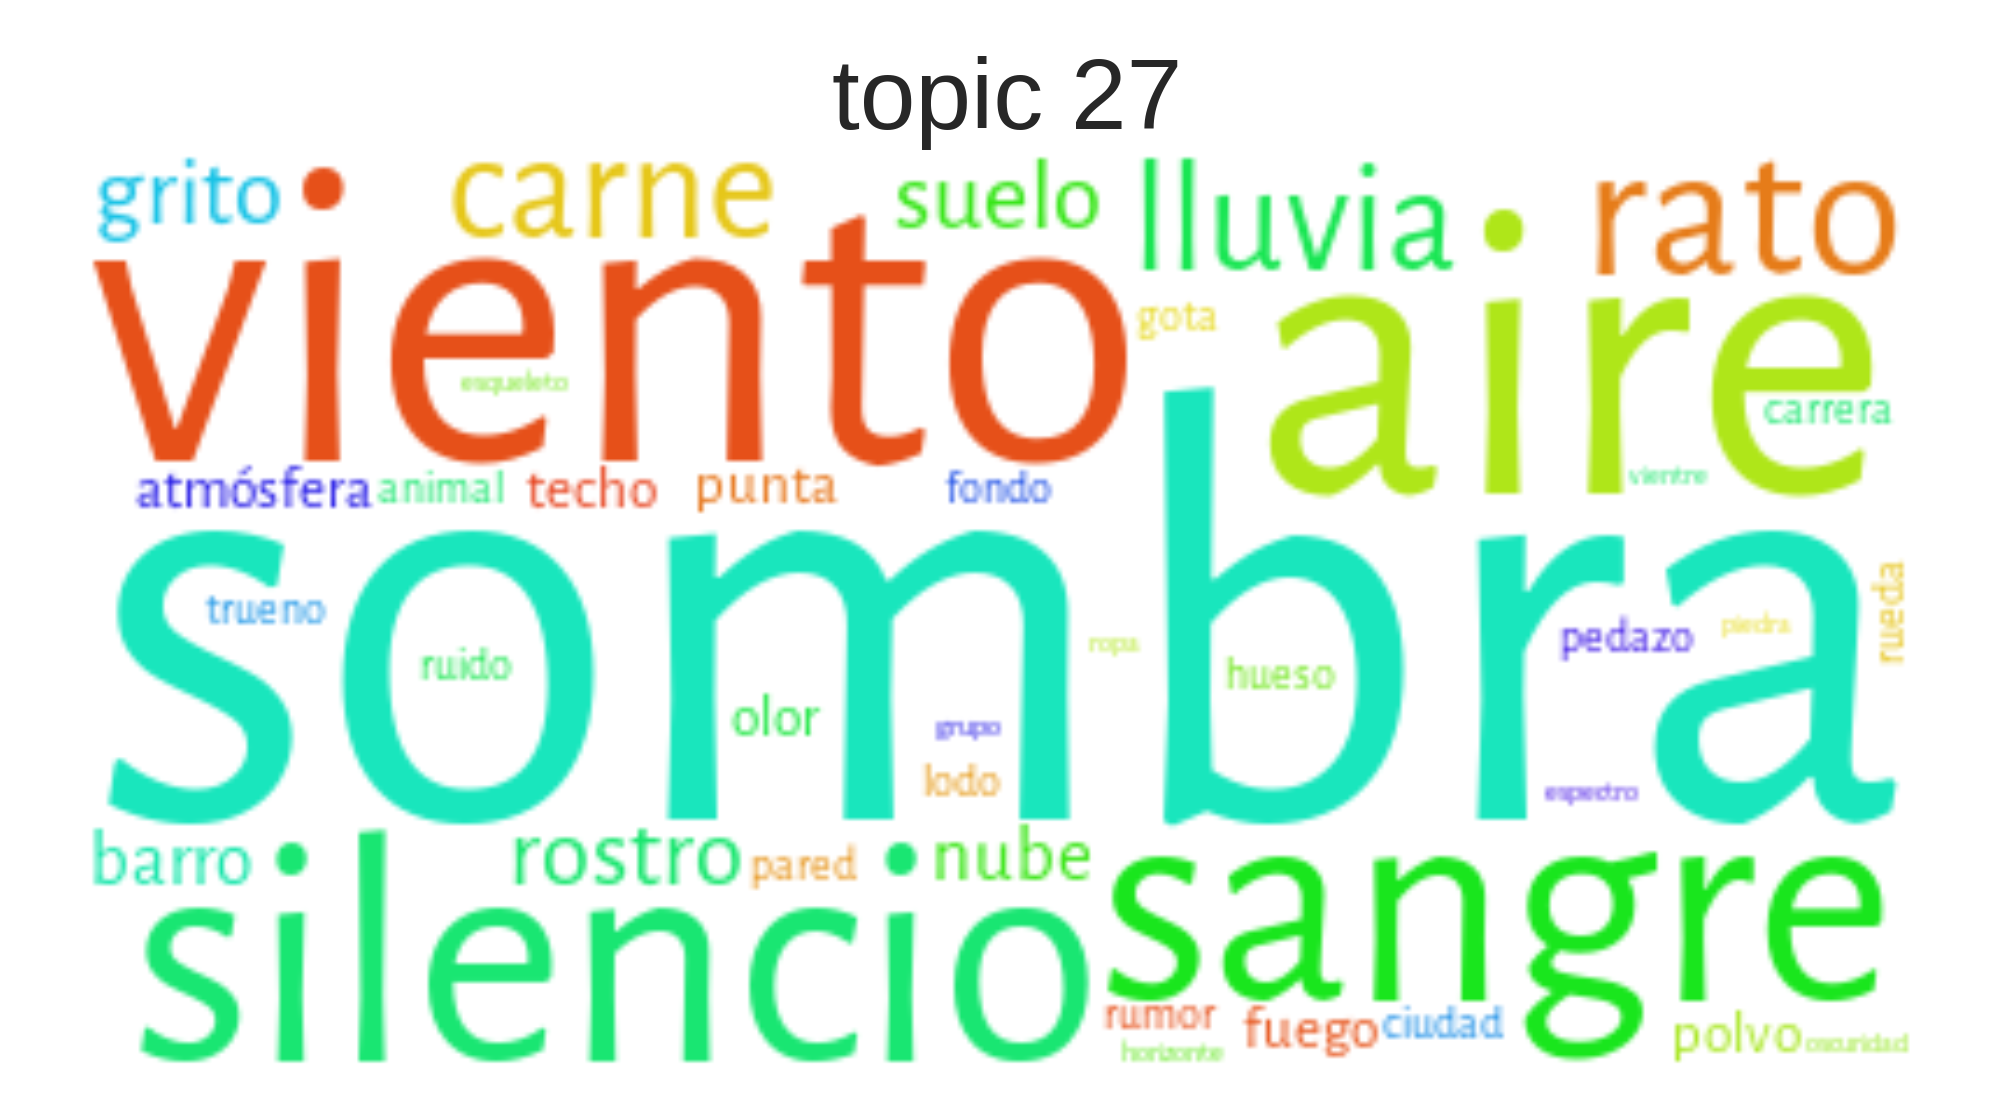 topic 27
grito carne suelo lluvia rato
viento aire
gota
esqueleto
carrera
vientre
atmósfera animal techo punta fondo
sombra
trueno
ruido
ropa
pedazo
piedra
rueda
hueso
olor
grupo
lodo
espectro
barro rostro pared nube
silencio sangre
rumor fuego ciudad polvo
horizonte
oscuridad